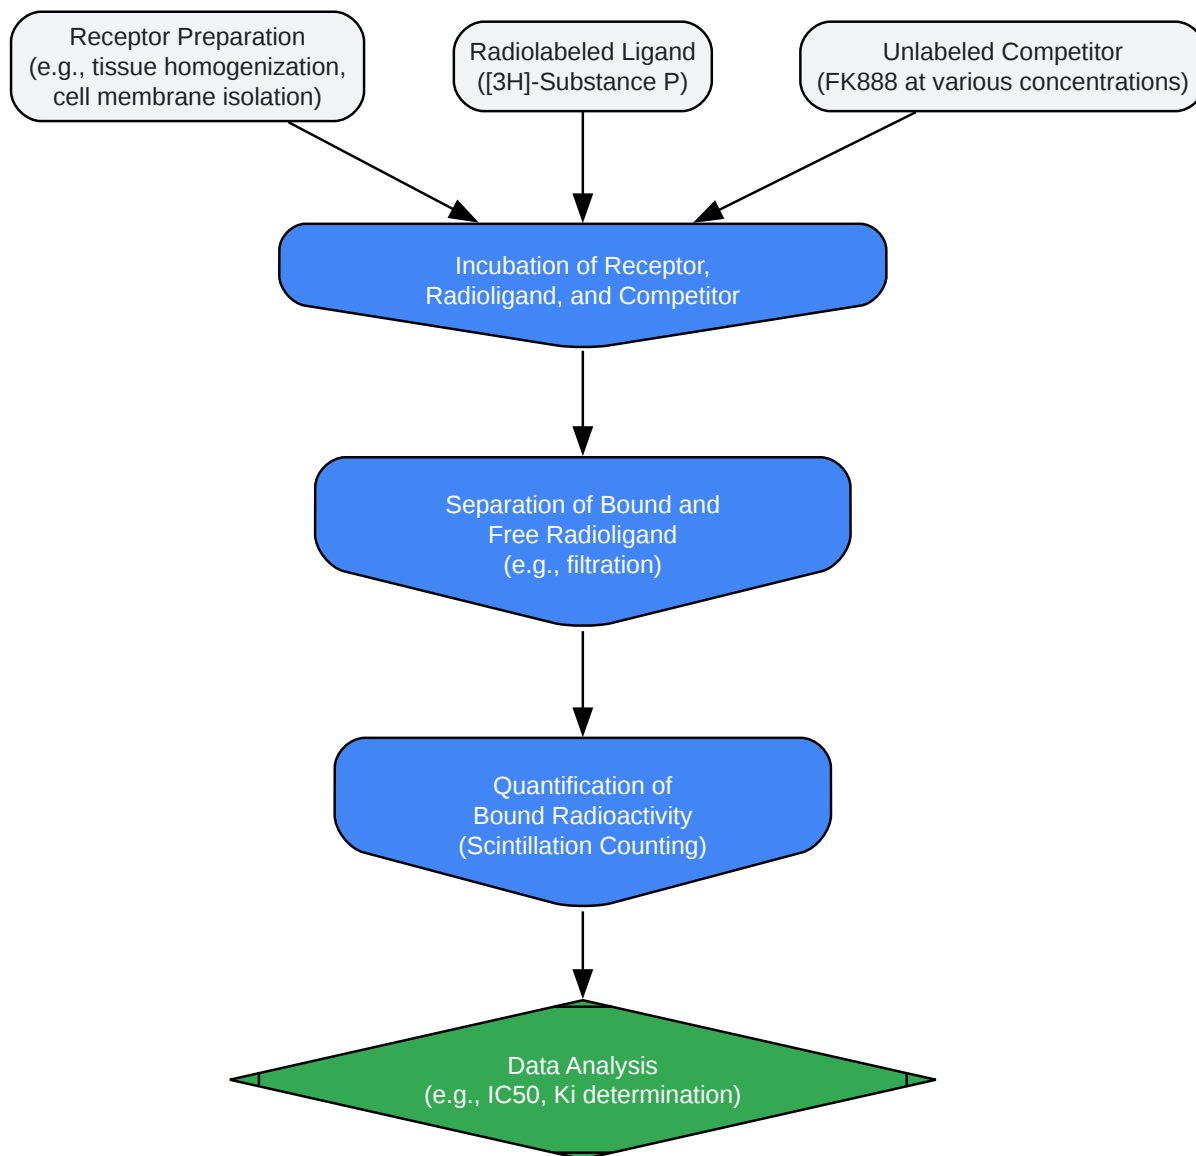 Receptor Preparation
(e.g., tissue homogenization,
cell membrane isolation)
Radiolabeled Ligand
([3H]-Substance P)
Unlabeled Competitor
(FK888 at various concentrations)
Incubation of Receptor,
Radioligand, and Competitor
Separation of Bound and
Free Radioligand
(e.g., filtration)
Quantification of
Bound Radioactivity
(Scintillation Counting)
Data Analysis
(e.g., IC50, Ki determination)